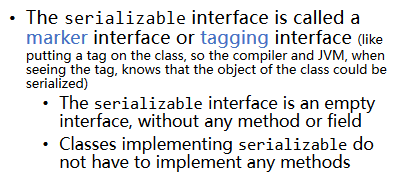 • The serializable interface is called a
marker interface or tagging interface (like
putting a tag on the class, so the compiler and JVM, when
seeing the tag, knows that the object of the class could be
serialized)
• The serializable interface is an empty
interface, without any method or field
• Classes implementing serializable do
not have to implement any methods